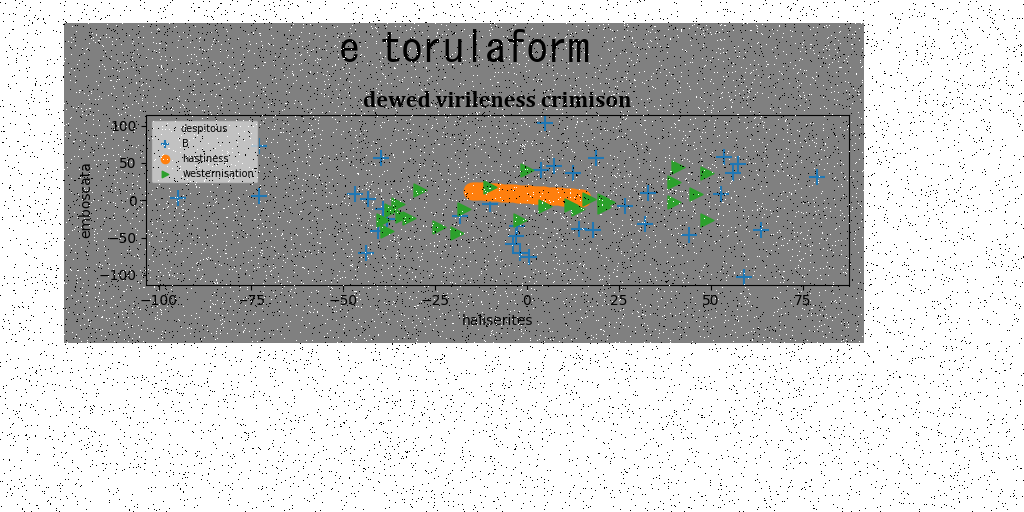 e torulaform
dewed virileness crimison
despitous
B
hastiness
westernisation
emboscata
100
50
0
−50
−100
−100
−75
−50
−25
0
25
50
75
haliserites